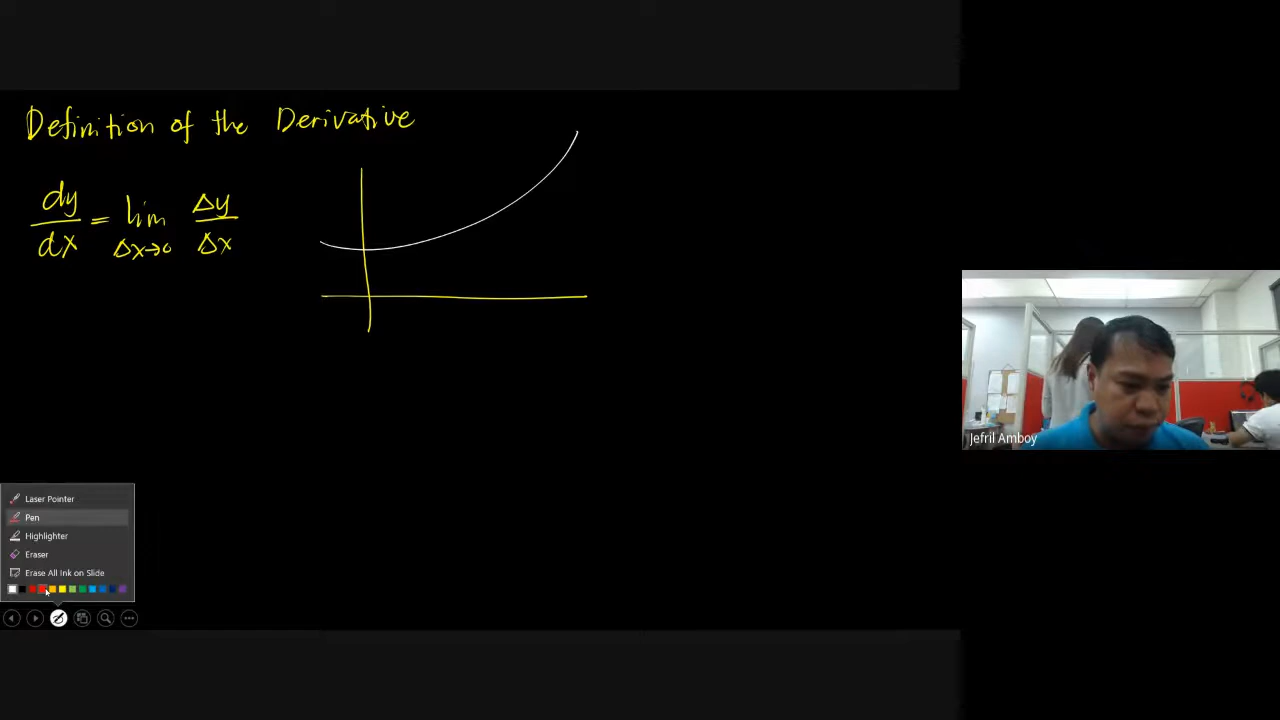 Definition of the Derivative
dy/dx = lim Δx→0 Δy/Δx
Jefril Amboy
Laser Pointer
Pen
Highlighter
Eraser
Erase All Ink on Slide